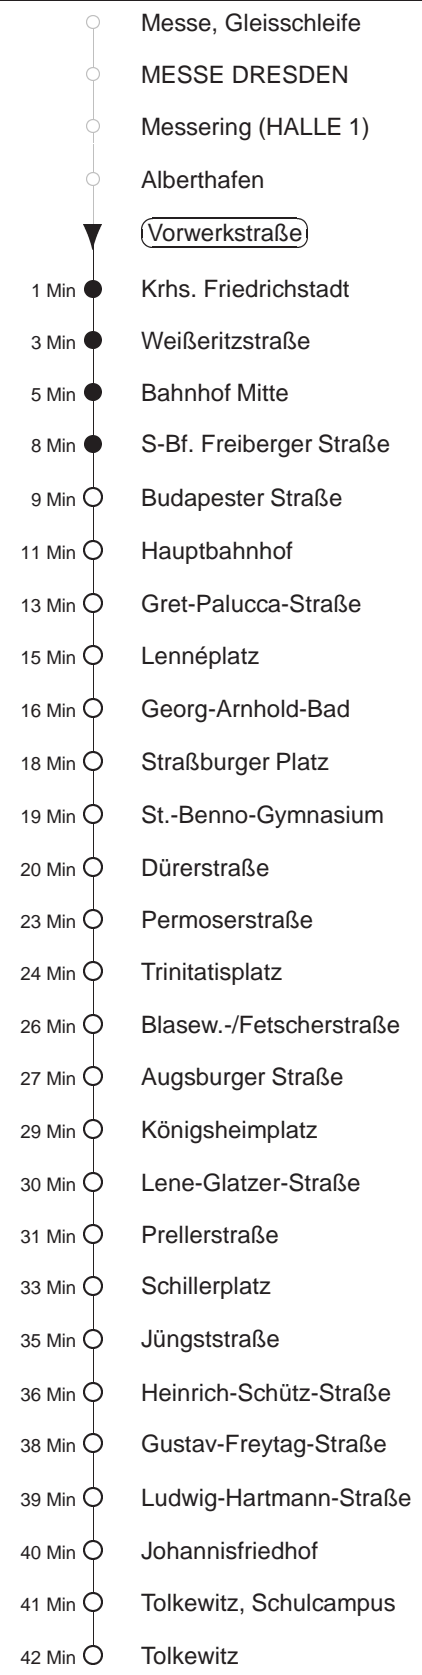 Messe, Gleisschleife
MESSE DRESDEN
Messering (HALLE 1)
Alberthafen
Vorwerkstraße
1 Min Krhs. Friedrichstadt
3 Min Weißeritzstraße
5 Min Bahnhof Mitte
8 Min S-Bf. Freiberger Straße
9 Min Budapester Straße
11 Min Hauptbahnhof
13 Min Gret-Palucca-Straße
15 Min Lennéplatz
16 Min Georg-Arnhold-Bad
18 Min Straßburger Platz
19 Min St.-Benno-Gymnasium
20 Min Dürerstraße
23 Min Permoserstraße
24 Min Trinitatisplatz
26 Min Blasew.-/Fetscherstraße
27 Min Augsburger Straße
29 Min Königsheimplatz
30 Min Lene-Glatzer-Straße
31 Min Prellerstraße
33 Min Schillerplatz
35 Min Jüngststraße
36 Min Heinrich-Schütz-Straße
38 Min Gustav-Freytag-Straße
39 Min Ludwig-Hartmann-Straße
40 Min Johannisfriedhof
41 Min Tolkewitz, Schulcampus
42 Min Tolkewitz